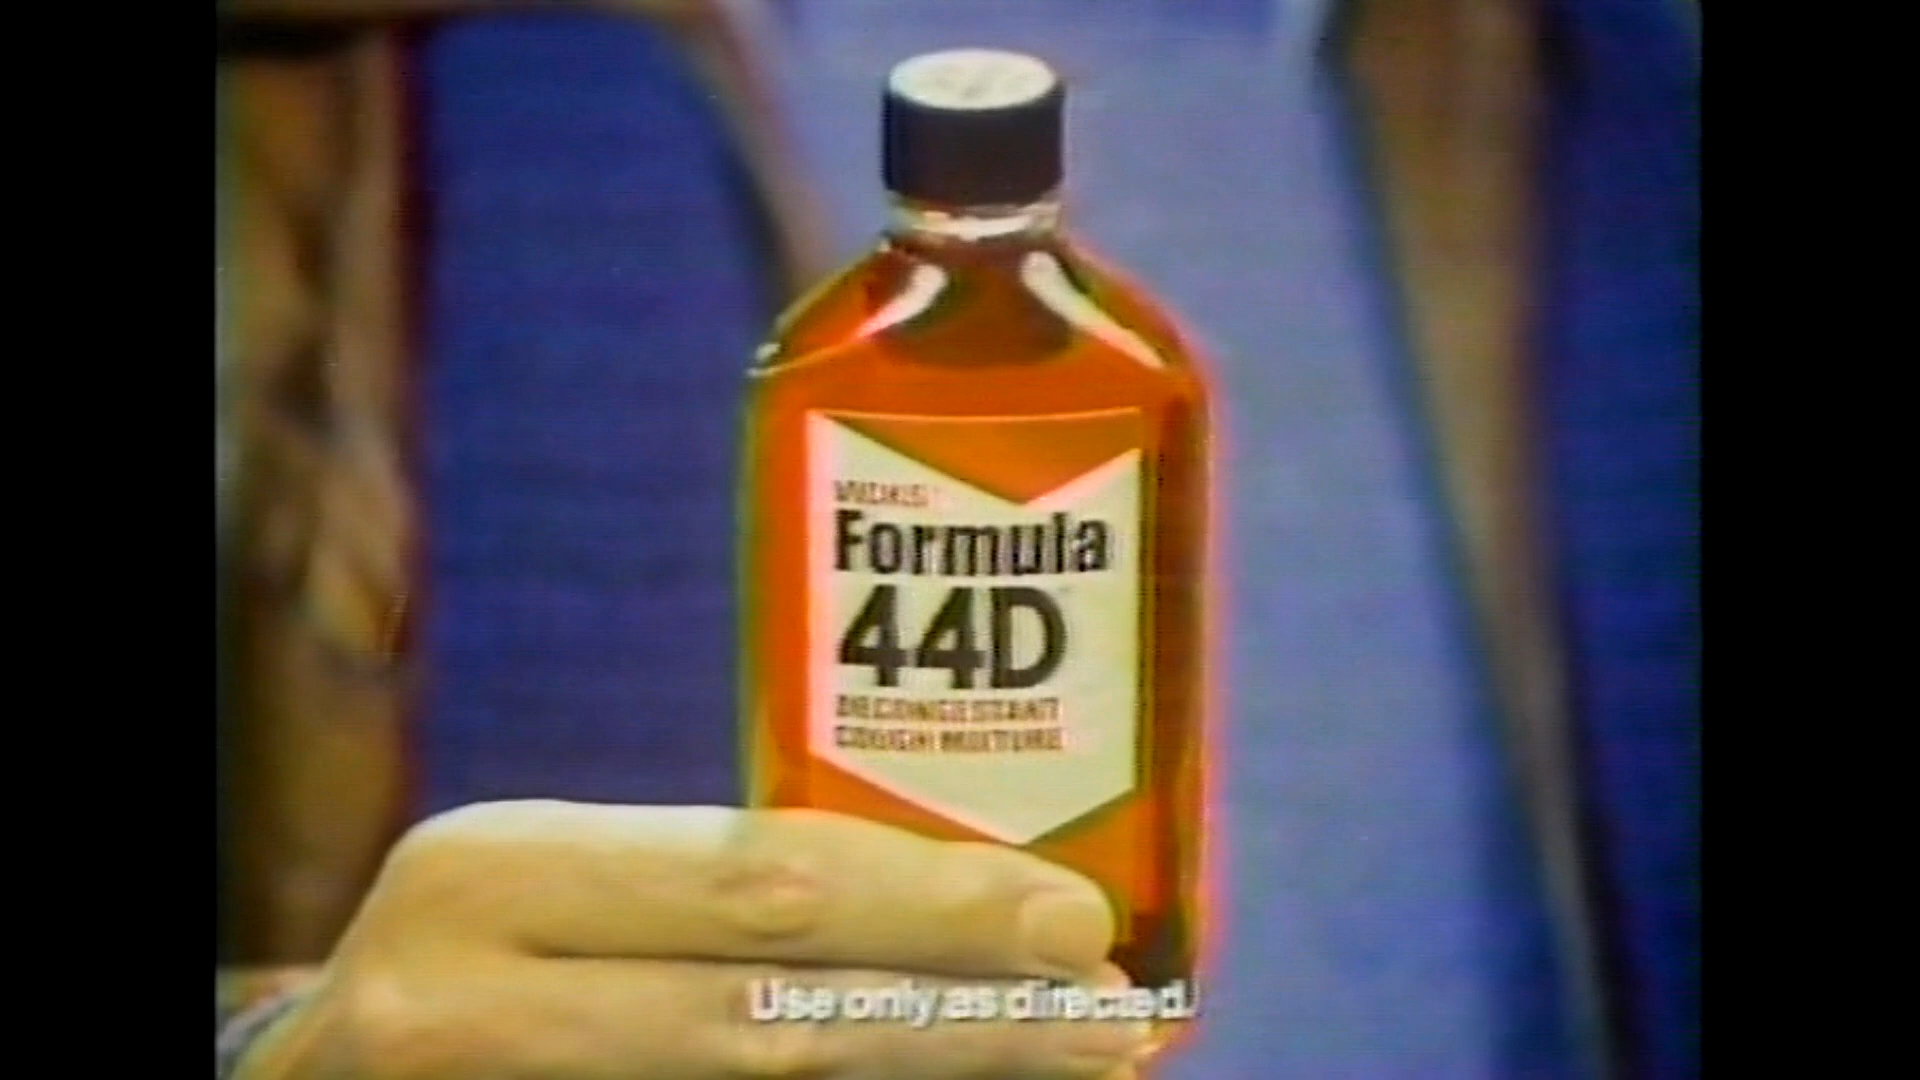 VICKS
Formula
44D
DECONGESTANT
COUGH MIXTURE
Use only as directed.